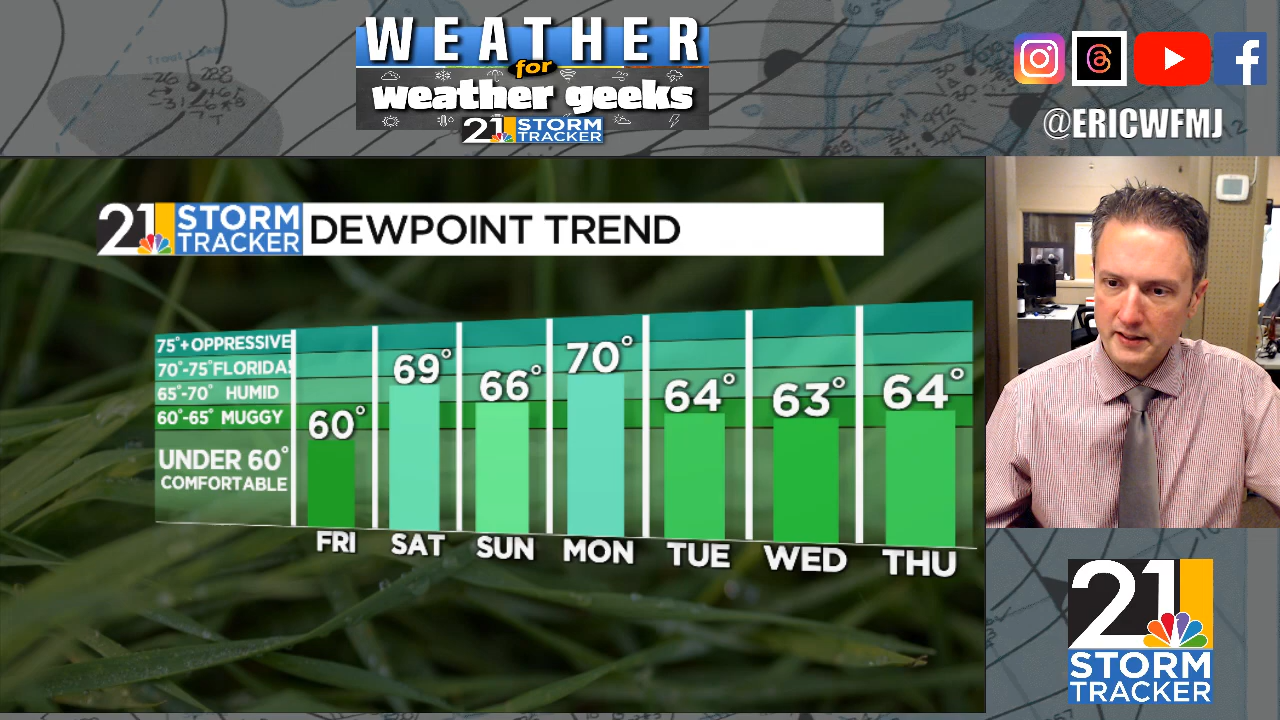 WEATHER
for
weather geeks
21 STORM
TRACKER
@ERICWFMJ
21 STORM
TRACKER
DEWPOINT TREND
75°+ OPPRESSIVE
70°-75° FLORIDA!
65°-70° HUMID
60°-65° MUGGY
UNDER 60°
COMFORTABLE
60° 69° 66° 70° 64° 63° 64°
FRI SAT SUN MON TUE WED THU
21
STORM
TRACKER